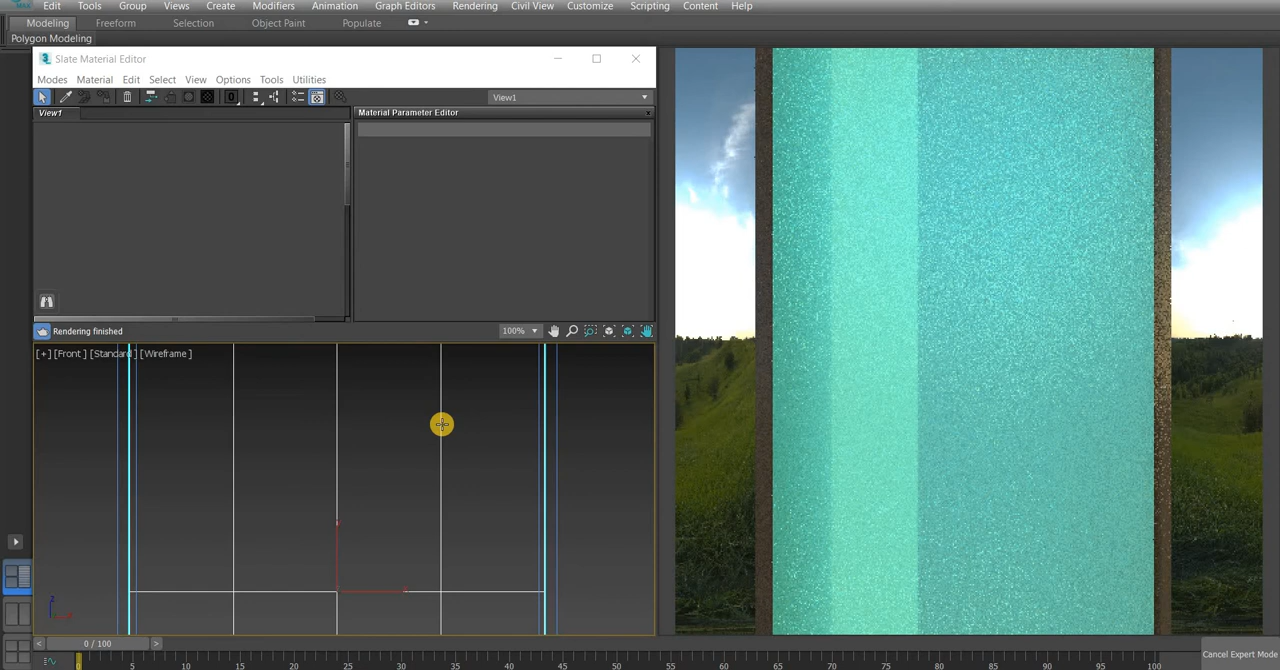 Edit Tools Group Views Create Modifiers Animation Graph Editors Rendering Civil View Customize Scripting Content Help
Modeling Freeform Selection Object Paint Populate
Polygon Modeling
Slate Material Editor
Modes Material Edit Select View Options Tools Utilities
0 View1
View1 Material Parameter Editor
Rendering finished 100%
[+] [Front ] [Standard] [Wireframe ]
0 / 100
0 5 10 15 20 25 30 35 40 45 50 55 60 65 70 75 80 85 90 95 100
Cancel Expert Mode